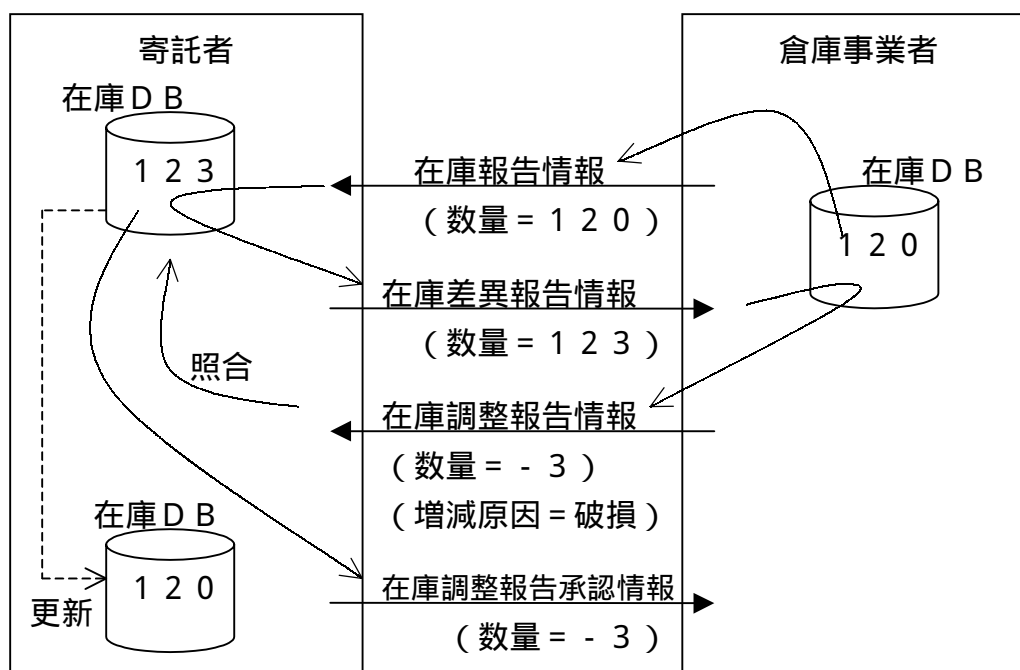 寄託者
倉庫事業者
在庫DB
123
在庫報告情報
(数量=120)
在庫DB
120
在庫差異報告情報
(数量=123)
照合
在庫調整報告情報
(数量=-3)
(増減原因=破損)
在庫DB
120
更新
在庫調整報告承認情報
(数量=-3)